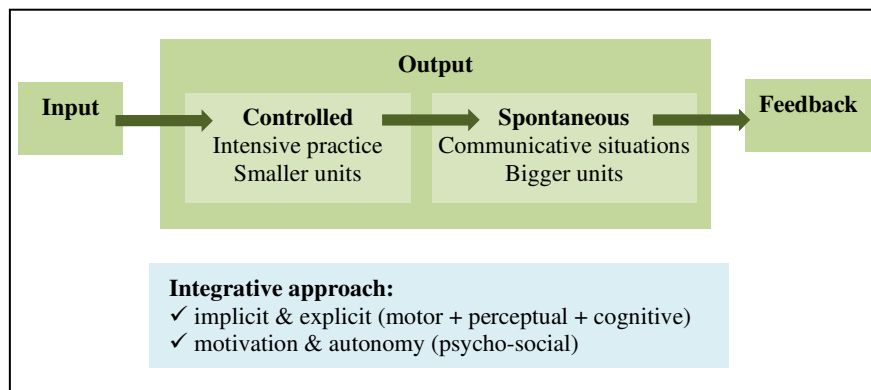 Input
Output
Controlled
Intensive practice
Smaller units
Spontaneous
Communicative situations
Bigger units
Feedback
Integrative approach:
✓ implicit & explicit (motor + perceptual + cognitive)
✓ motivation & autonomy (psycho-social)